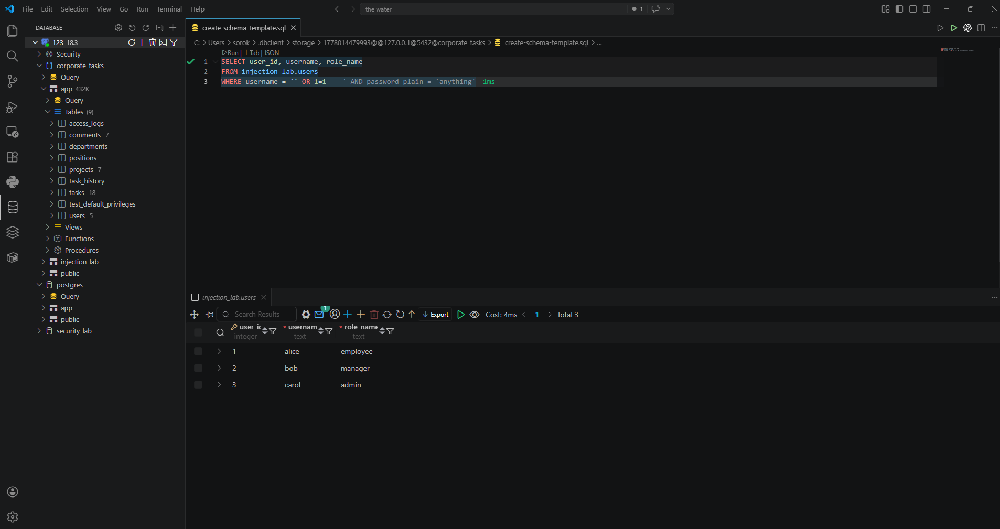 File Edit Selection View Go Run Terminal Help
the water
1
DATABASE
123 18.3
Security
corporate_tasks
Query
app 432K
Query
Tables (9)
access_logs
comments 7
departments
positions
projects 7
task_history
tasks 18
test_default_privileges
users 5
Views
Functions
Procedures
injection_lab
public
postgres
Query
app
public
security_lab
create-schema-template.sql
C: > Users > sorok > .dbclient > storage > 1778014479993@@127.0.0.1@5432@corporate_tasks > create-schema-template.sql > ...
Run | Tab | JSON
1 SELECT user_id, username, role_name
2 FROM injection_lab.users
3 WHERE username = '' OR 1=1 -- ' AND password_plain = 'anything' 1ms
injection_lab.users
Search Results
1
Export
Cost: 4ms
1
Total 3
user_ic * usernam * role_name
integer text text
1 alice employee
2 bob manager
3 carol admin